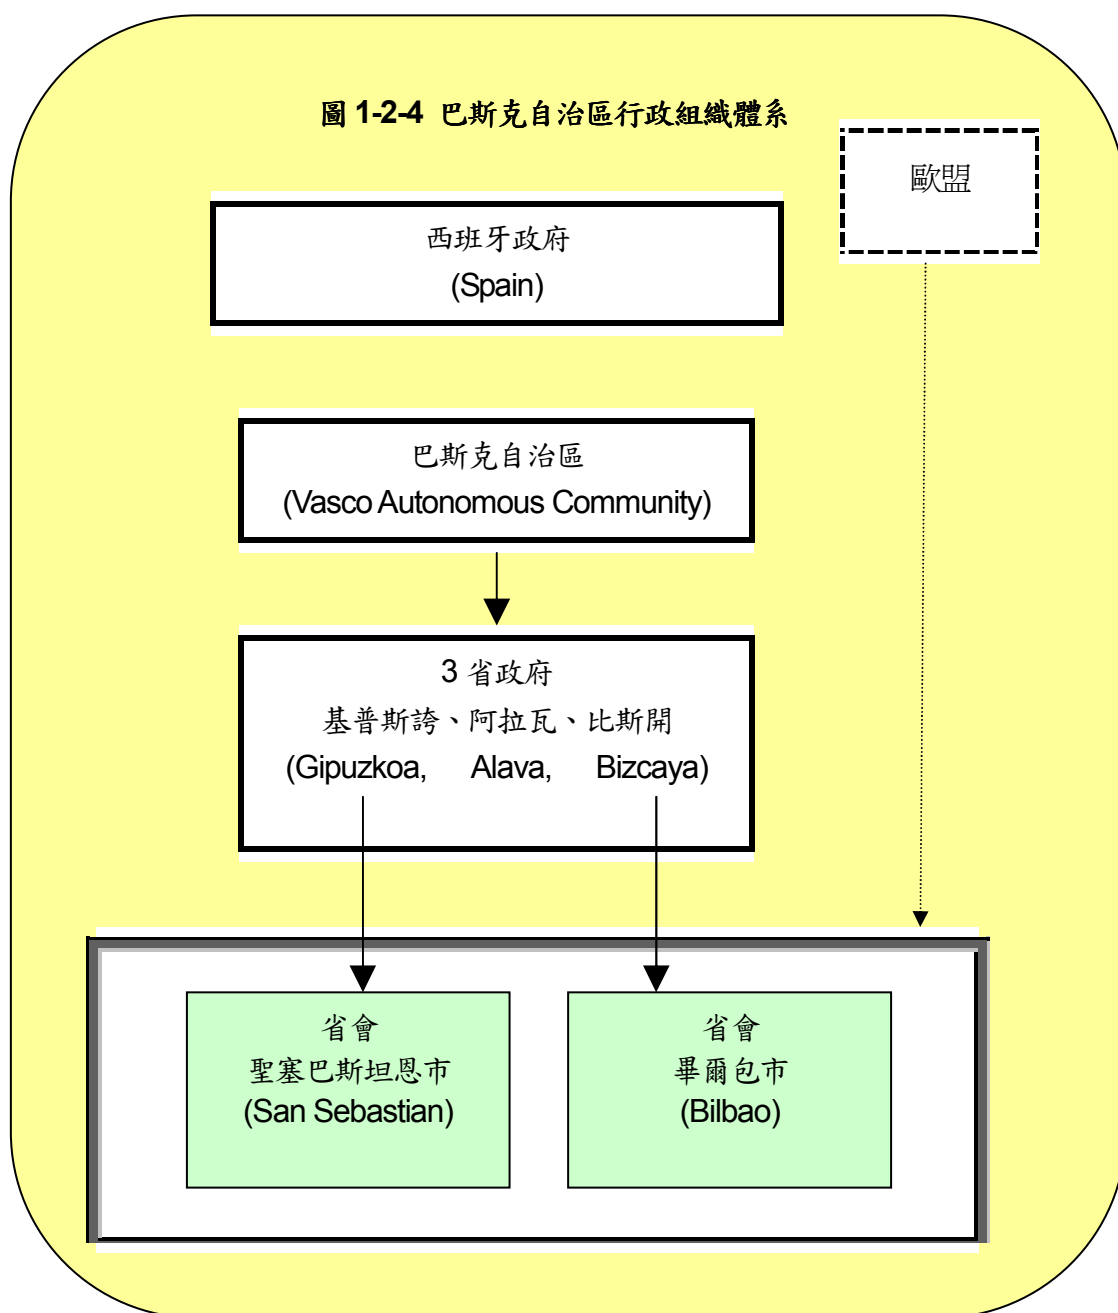 圖 1-2-4 巴斯克自治區行政組織體系
歐盟
西班牙政府
(Spain)
巴斯克自治區
(Vasco Autonomous Community)
3 省政府
基普斯誇、阿拉瓦、比斯開
(Gipuzkoa, Alava, Bizcaya)
省會
聖塞巴斯坦恩市
(San Sebastian)
省會
畢爾包市
(Bilbao)